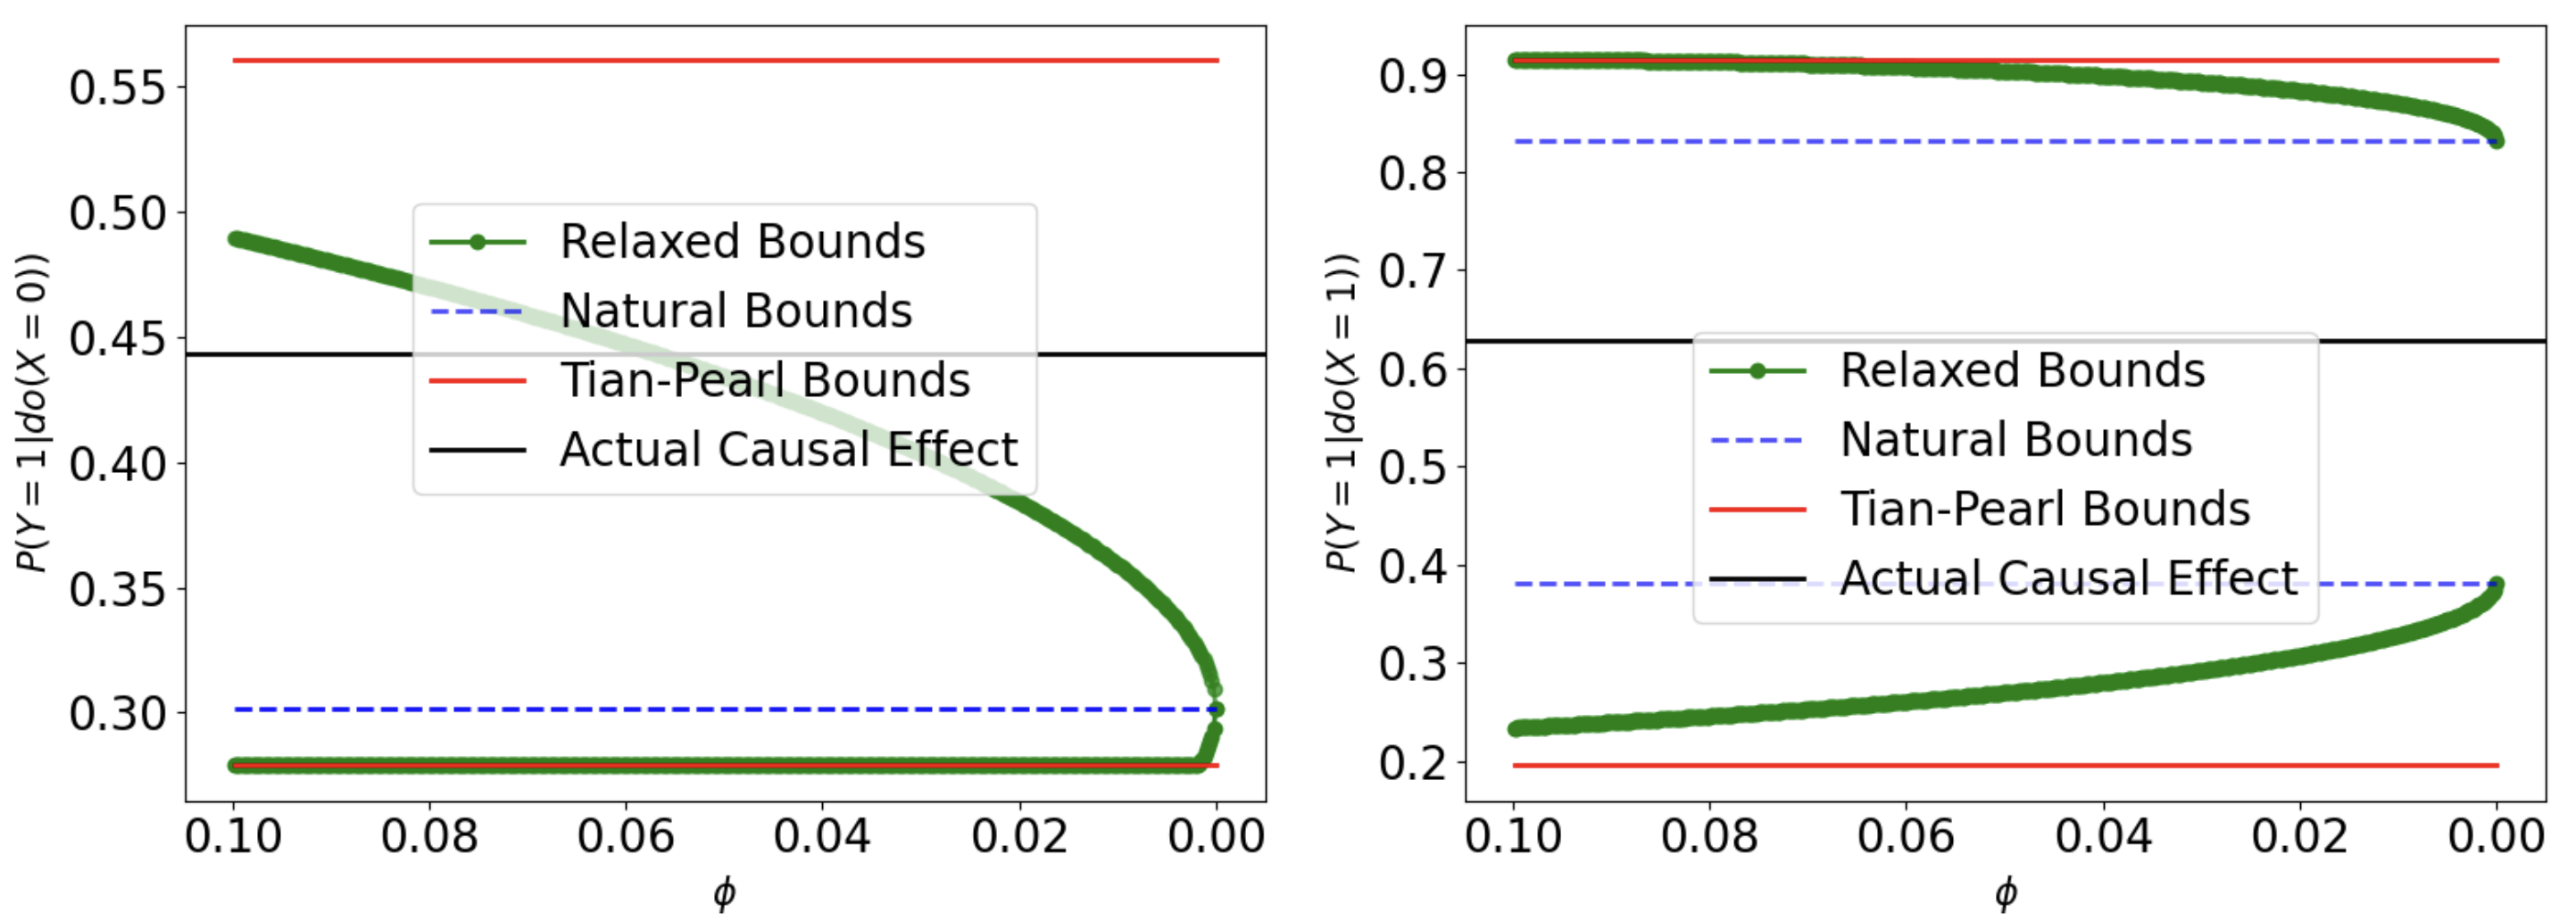 P(Y = 1|do(X = 0))
0.55
0.50
0.45
0.40
0.35
0.30
Relaxed Bounds
Natural Bounds
Tian-Pearl Bounds
Actual Causal Effect
0.10 0.08 0.06 0.04 0.02 0.00
ϕ
P(Y = 1|do(X = 1))
0.9
0.8
0.7
0.6
0.5
0.4
0.3
0.2
Relaxed Bounds
Natural Bounds
Tian-Pearl Bounds
Actual Causal Effect
0.10 0.08 0.06 0.04 0.02 0.00
ϕ